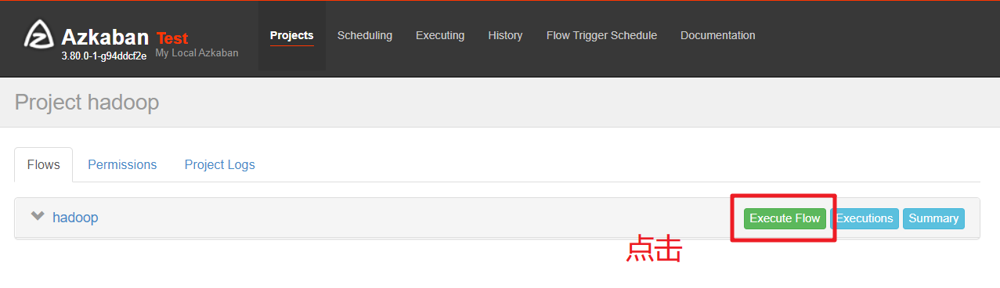 Azkaban Test
3.80.0-1-g94ddcf2e My Local Azkaban
Projects Scheduling Executing History Flow Trigger Schedule Documentation
Project hadoop
Flows Permissions Project Logs
hadoop Execute Flow Executions Summary
点击